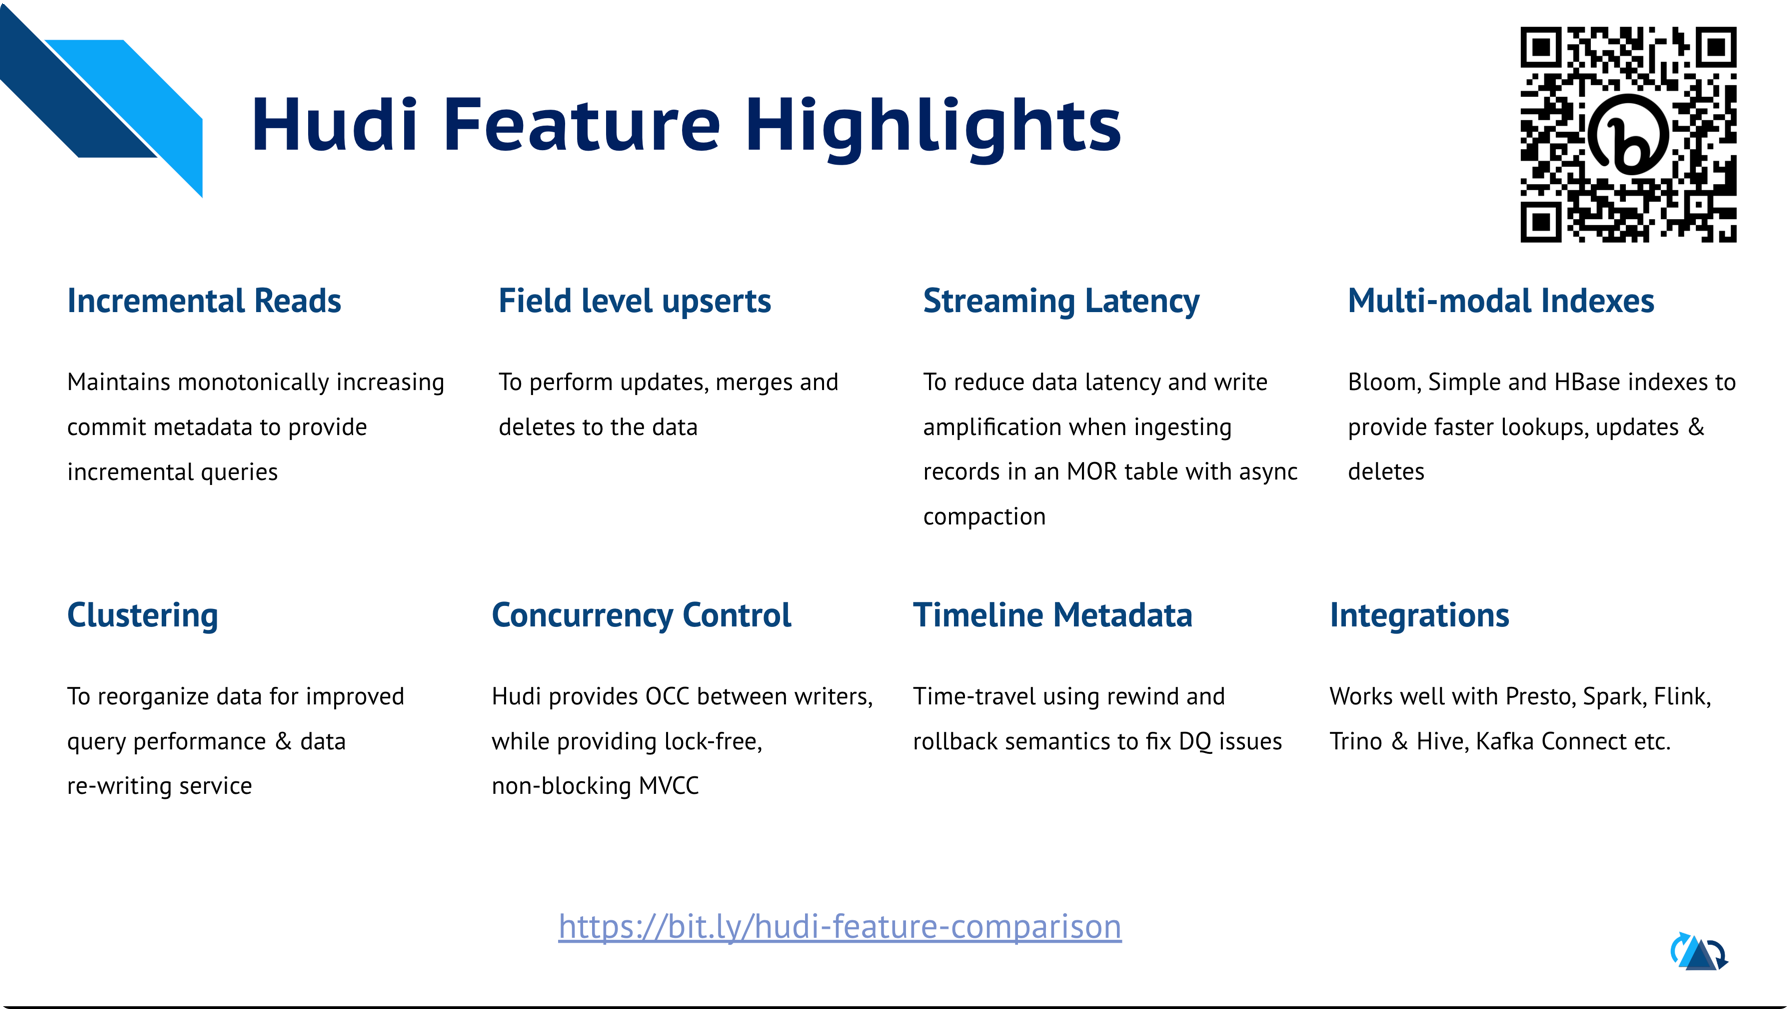 Hudi Feature Highlights
Incremental Reads
Maintains monotonically increasing
commit metadata to provide
incremental queries
Field level upserts
To perform updates, merges and
deletes to the data
Streaming Latency
To reduce data latency and write
amplification when ingesting
records in an MOR table with async
compaction
Multi-modal Indexes
Bloom, Simple and HBase indexes to
provide faster lookups, updates &
deletes
Clustering
To reorganize data for improved
query performance & data
re-writing service
Concurrency Control
Hudi provides OCC between writers,
while providing lock-free,
non-blocking MVCC
Timeline Metadata
Time-travel using rewind and
rollback semantics to fix DQ issues
Integrations
Works well with Presto, Spark, Flink,
Trino & Hive, Kafka Connect etc.
https://bit.ly/hudi-feature-comparison